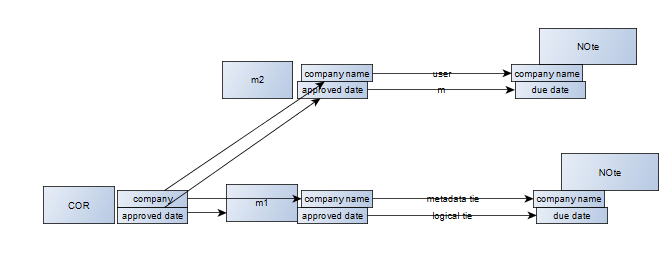 NOte
m2
company name
user
company name
approved date
m
due date
NOte
COR
company
m1
company name
metadata tie
company name
approved date
approved date
logical tie
due date